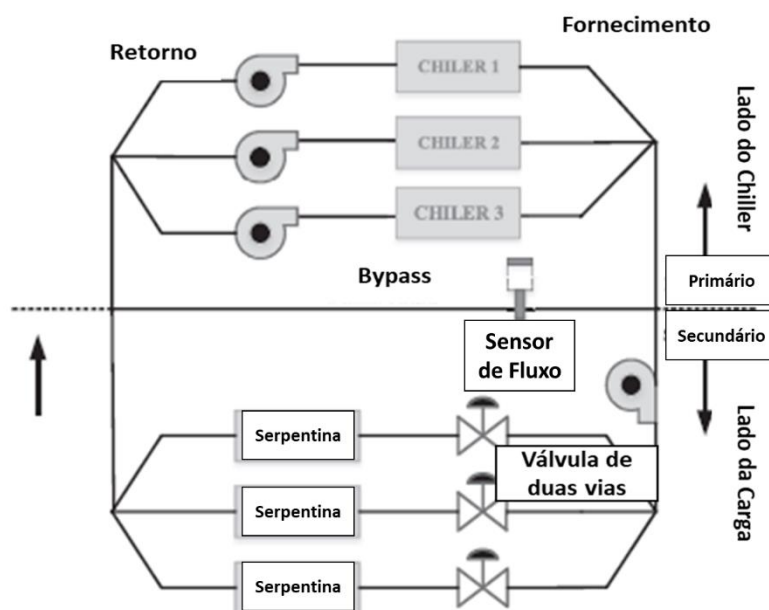 Fornecimento
Retorno
CHILER 1
CHILER 2
CHILER 3
Lado do Chiller
Bypass
Primário
Secundário
Sensor
de Fluxo
Lado da Carga
Serpentina
Válvula de
duas vias
Serpentina
Serpentina